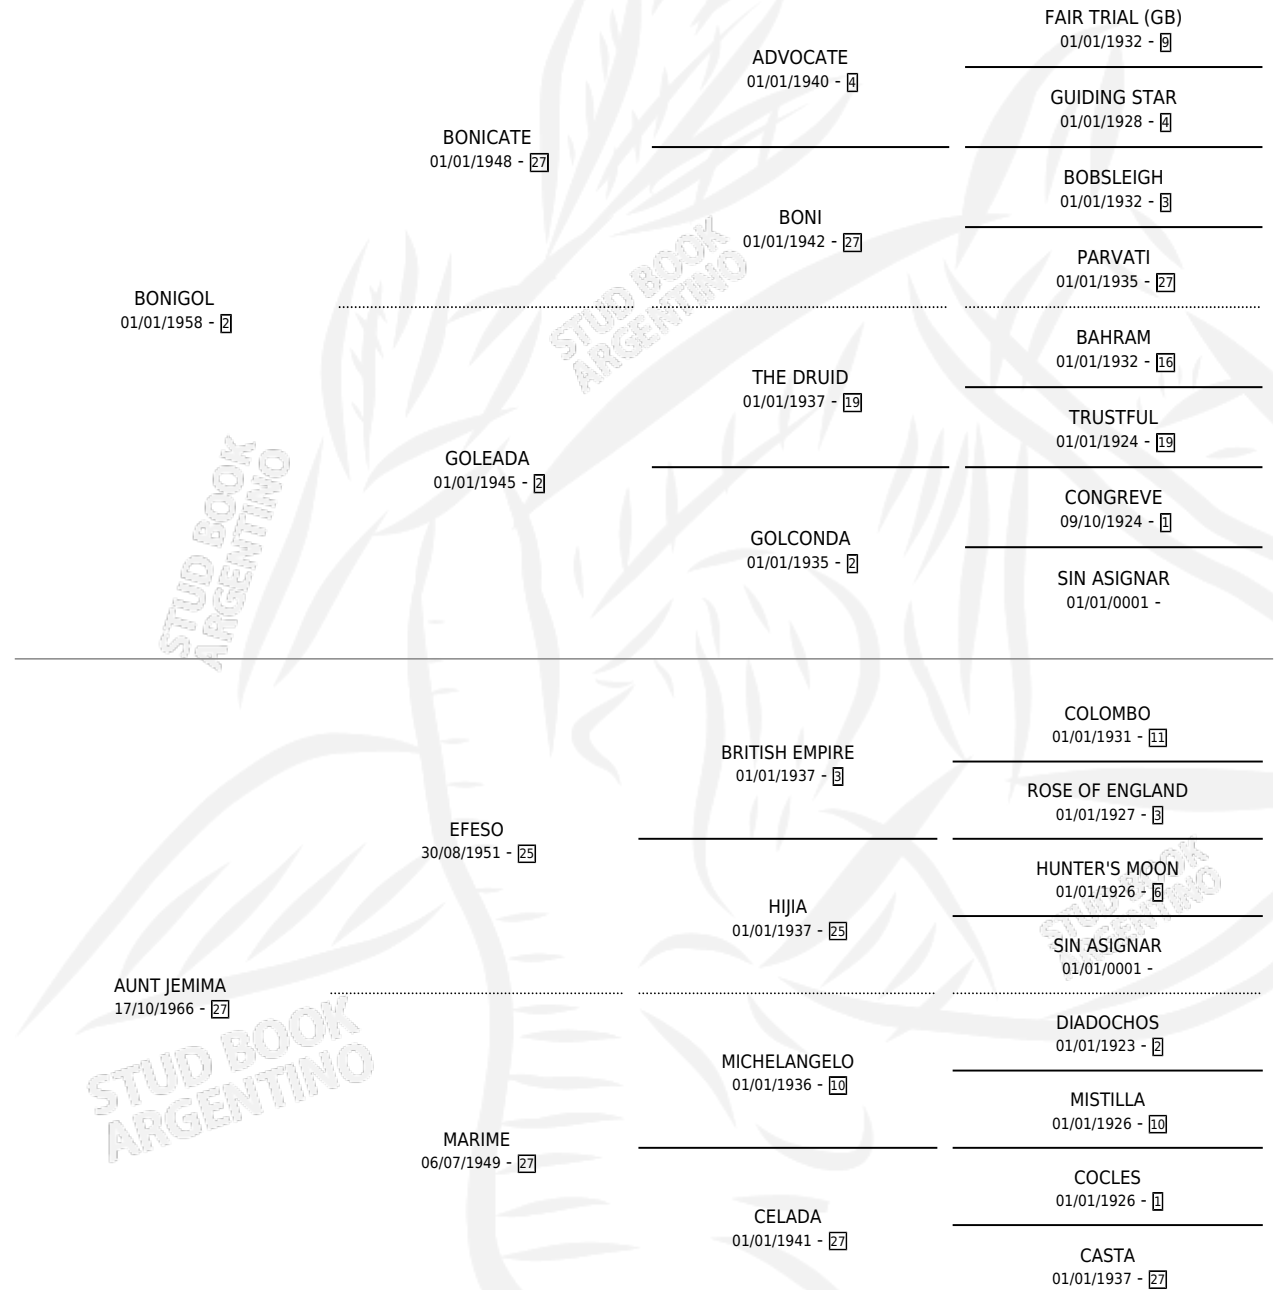 FAIR TRIAL (GB)
01/01/1932 - 9
ADVOCATE
01/01/1940 - 4
GUIDING STAR
01/01/1928 - 4
BONICATE
01/01/1948 - 27
BOBSLEIGH
01/01/1932 - 3
BONI
01/01/1942 - 27
PARVATI
01/01/1935 - 27
BONIGOL
01/01/1958 - 2
BAHRAM
01/01/1932 - 16
THE DRUID
01/01/1937 - 19
TRUSTFUL
01/01/1924 - 19
GOLEADA
01/01/1945 - 2
CONGREVE
09/10/1924 - 1
GOLCONDA
01/01/1935 - 2
SIN ASIGNAR
01/01/0001 -
COLOMBO
01/01/1931 - 11
BRITISH EMPIRE
01/01/1937 - 3
ROSE OF ENGLAND
01/01/1927 - 3
EFESO
30/08/1951 - 25
HUNTER'S MOON
01/01/1926 - 6
HIJIA
01/01/1937 - 25
SIN ASIGNAR
01/01/0001 -
AUNT JEMIMA
17/10/1966 - 27
DIADOCHOS
01/01/1923 - 2
MICHELANGELO
01/01/1936 - 10
MISTILLA
01/01/1926 - 10
MARIME
06/07/1949 - 27
COCLES
01/01/1926 - 1
CELADA
01/01/1941 - 27
CASTA
01/01/1937 - 27
STUD BOOK
ARGENTINO
STUD BOOK
ARGENTINO
STUD BOOK
ARGENTINO
STUD BOOK
ARGENTINO